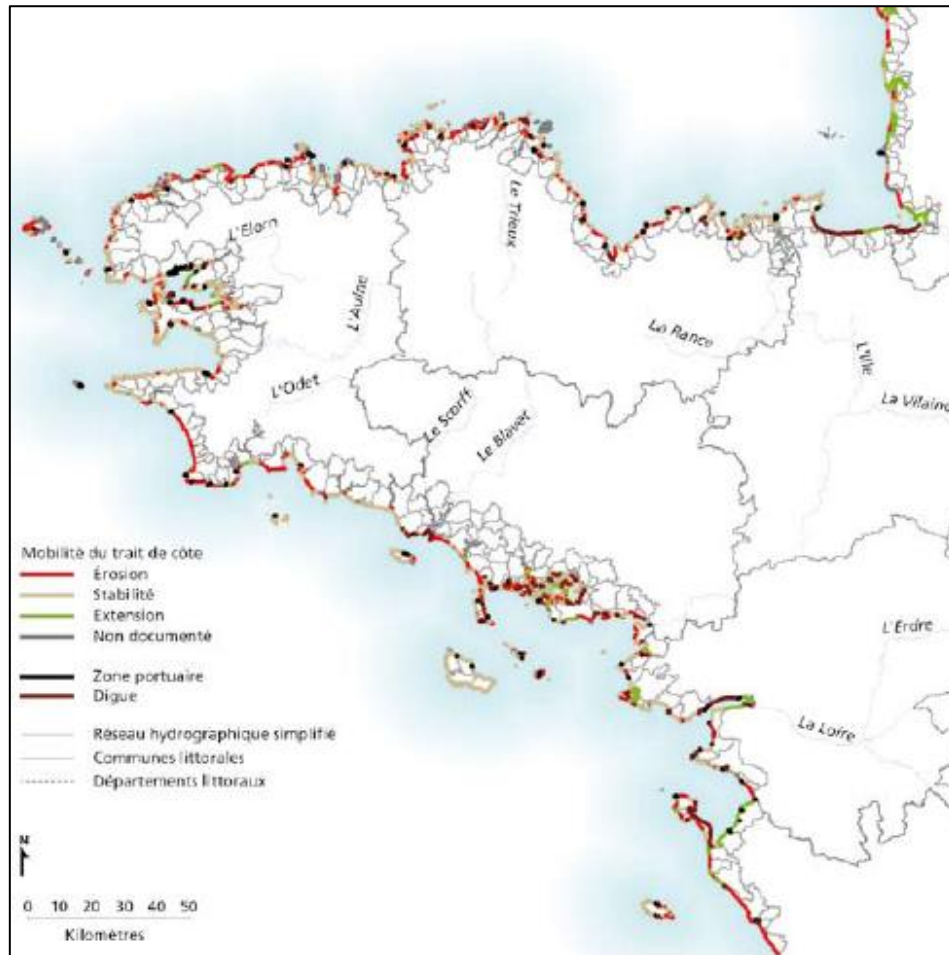 L'Elorn
Le Trieux
L'Aulne
La Rance
L'Ille
L'Odet
La Vilaine
Le Scorff
Le Blavet
Mobilité du trait de côte
Érosion
Stabilité
Extension
Non documenté
L'Erdre
Zone portuaire
Digue
La Loire
Réseau hydrographique simplifié
Communes littorales
Départements littoraux
N
0 10 20 30 40 50
Kilomètres